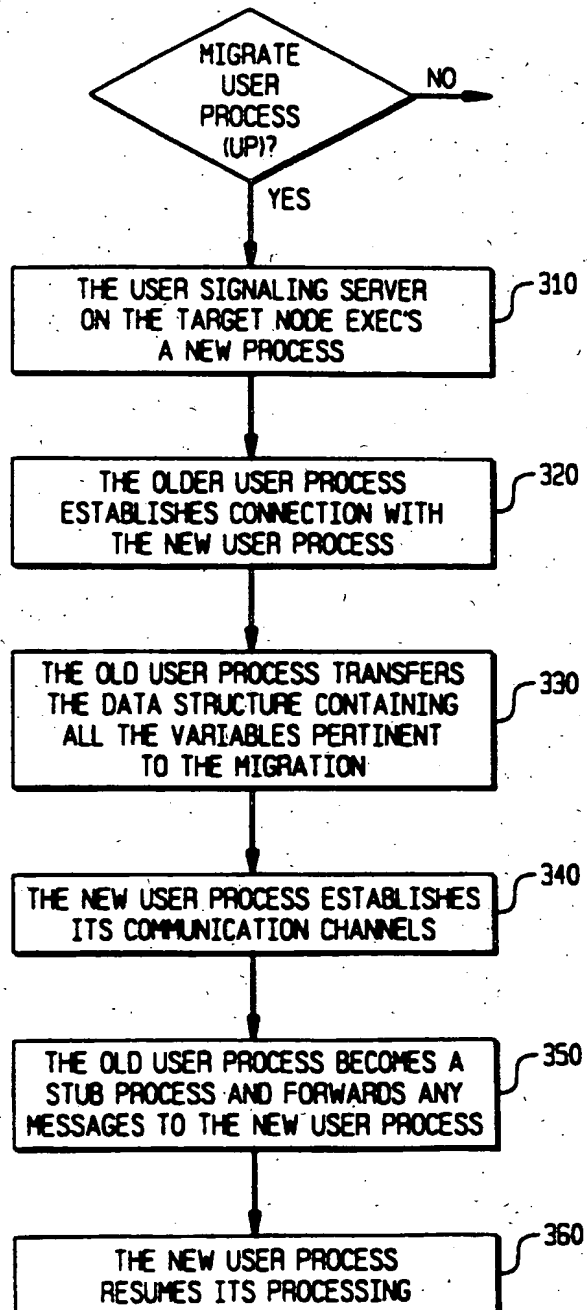 MIGRATE
USER
PROCESS
(UP)?
NO
YES
THE USER SIGNALING SERVER
ON THE TARGET NODE EXEC'S
A NEW PROCESS
310
THE OLDER USER PROCESS
ESTABLISHES CONNECTION WITH
THE NEW USER PROCESS
320
THE OLD USER PROCESS TRANSFERS
THE DATA STRUCTURE CONTAINING
ALL THE VARIABLES PERTINENT
TO THE MIGRATION
330
THE NEW USER PROCESS ESTABLISHES
ITS COMMUNICATION CHANNELS
340
THE OLD USER PROCESS BECOMES A
STUB PROCESS AND FORWARDS ANY
MESSAGES TO THE NEW USER PROCESS
350
THE NEW USER PROCESS
RESUMES ITS PROCESSING
360